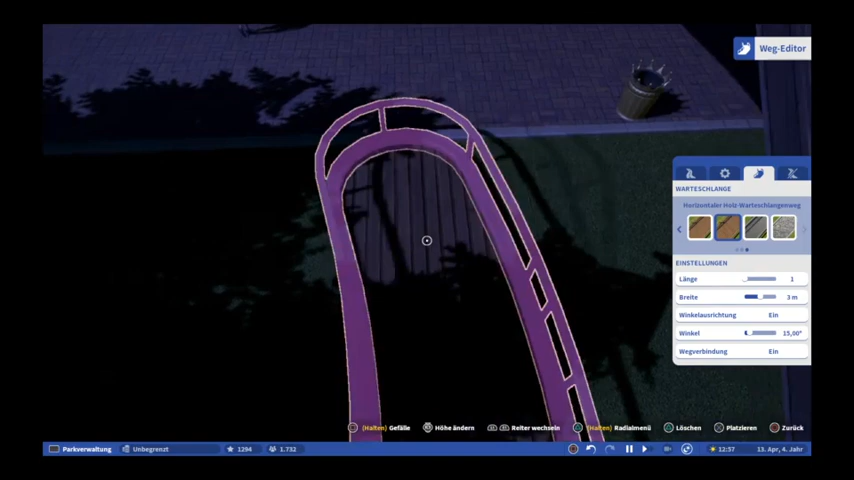 Weg-Editor
WARTESCHLANGE
Horizontaler Holz-Warteschlangenweg
EINSTELLUNGEN
Länge 1
Breite 3 m
Winkelausrichtung Ein
Winkel 15,00°
Wegverbindung Ein
(Halten) Gefälle Höhe ändern Reiter wechseln (Halten) Radialmenü Löschen Platzieren Zurück
Parkverwaltung Unbegrenzt 1294 1.732 12:57 13. Apr, 4. Jahr